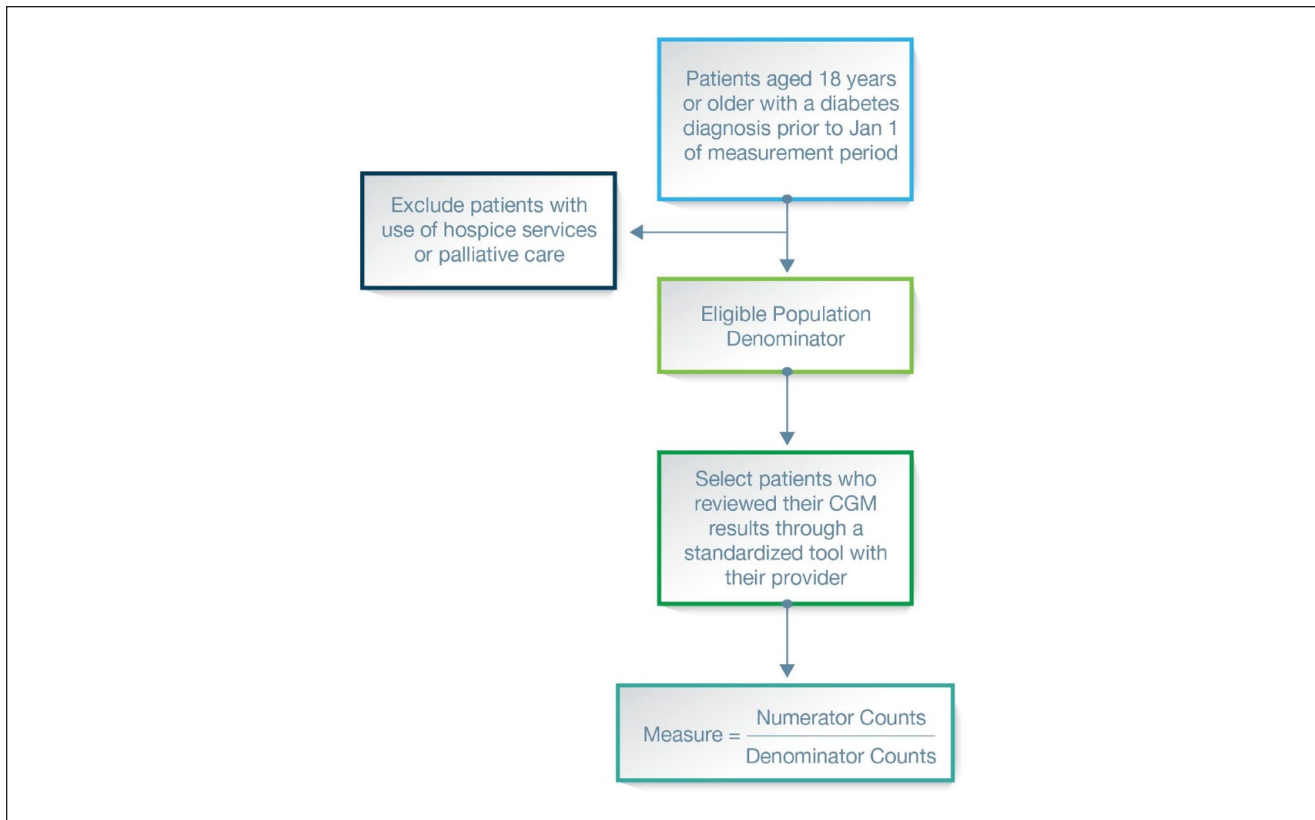 Patients aged 18 years
or older with a diabetes
diagnosis prior to Jan 1
of measurement period
Exclude patients with
use of hospice services
or palliative care
Eligible Population
Denominator
Select patients who
reviewed their CGM
results through a
standardized tool with
their provider
Measure = Numerator Counts
Denominator Counts